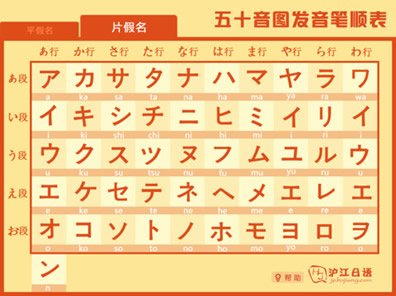 平假名
片假名
五十音图发音笔顺表
あ行 か行 さ行 た行 な行 は行 ま行 や行 ら行 わ行
あ段 ア カ サ タ ナ ハ マ ヤ ラ ワ
a ka sa ta na ha ma ya ra wa
い段 イ キ シ チ ニ ヒ ミ イ リ イ
i ki shi chi ni hi mi i ri i
う段 ウ ク ス ツ ヌ フ ム ユ ル ウ
u ku su tsu nu fu mu yu ru u
え段 エ ケ セ テ ネ ヘ メ エ レ エ
e ke se te ne he me e re e
お段 オ コ ソ ト ノ ホ モ ヨ ロ ヲ
o ko so to no ho mo yo ro o
ン
n
帮助
沪江日语